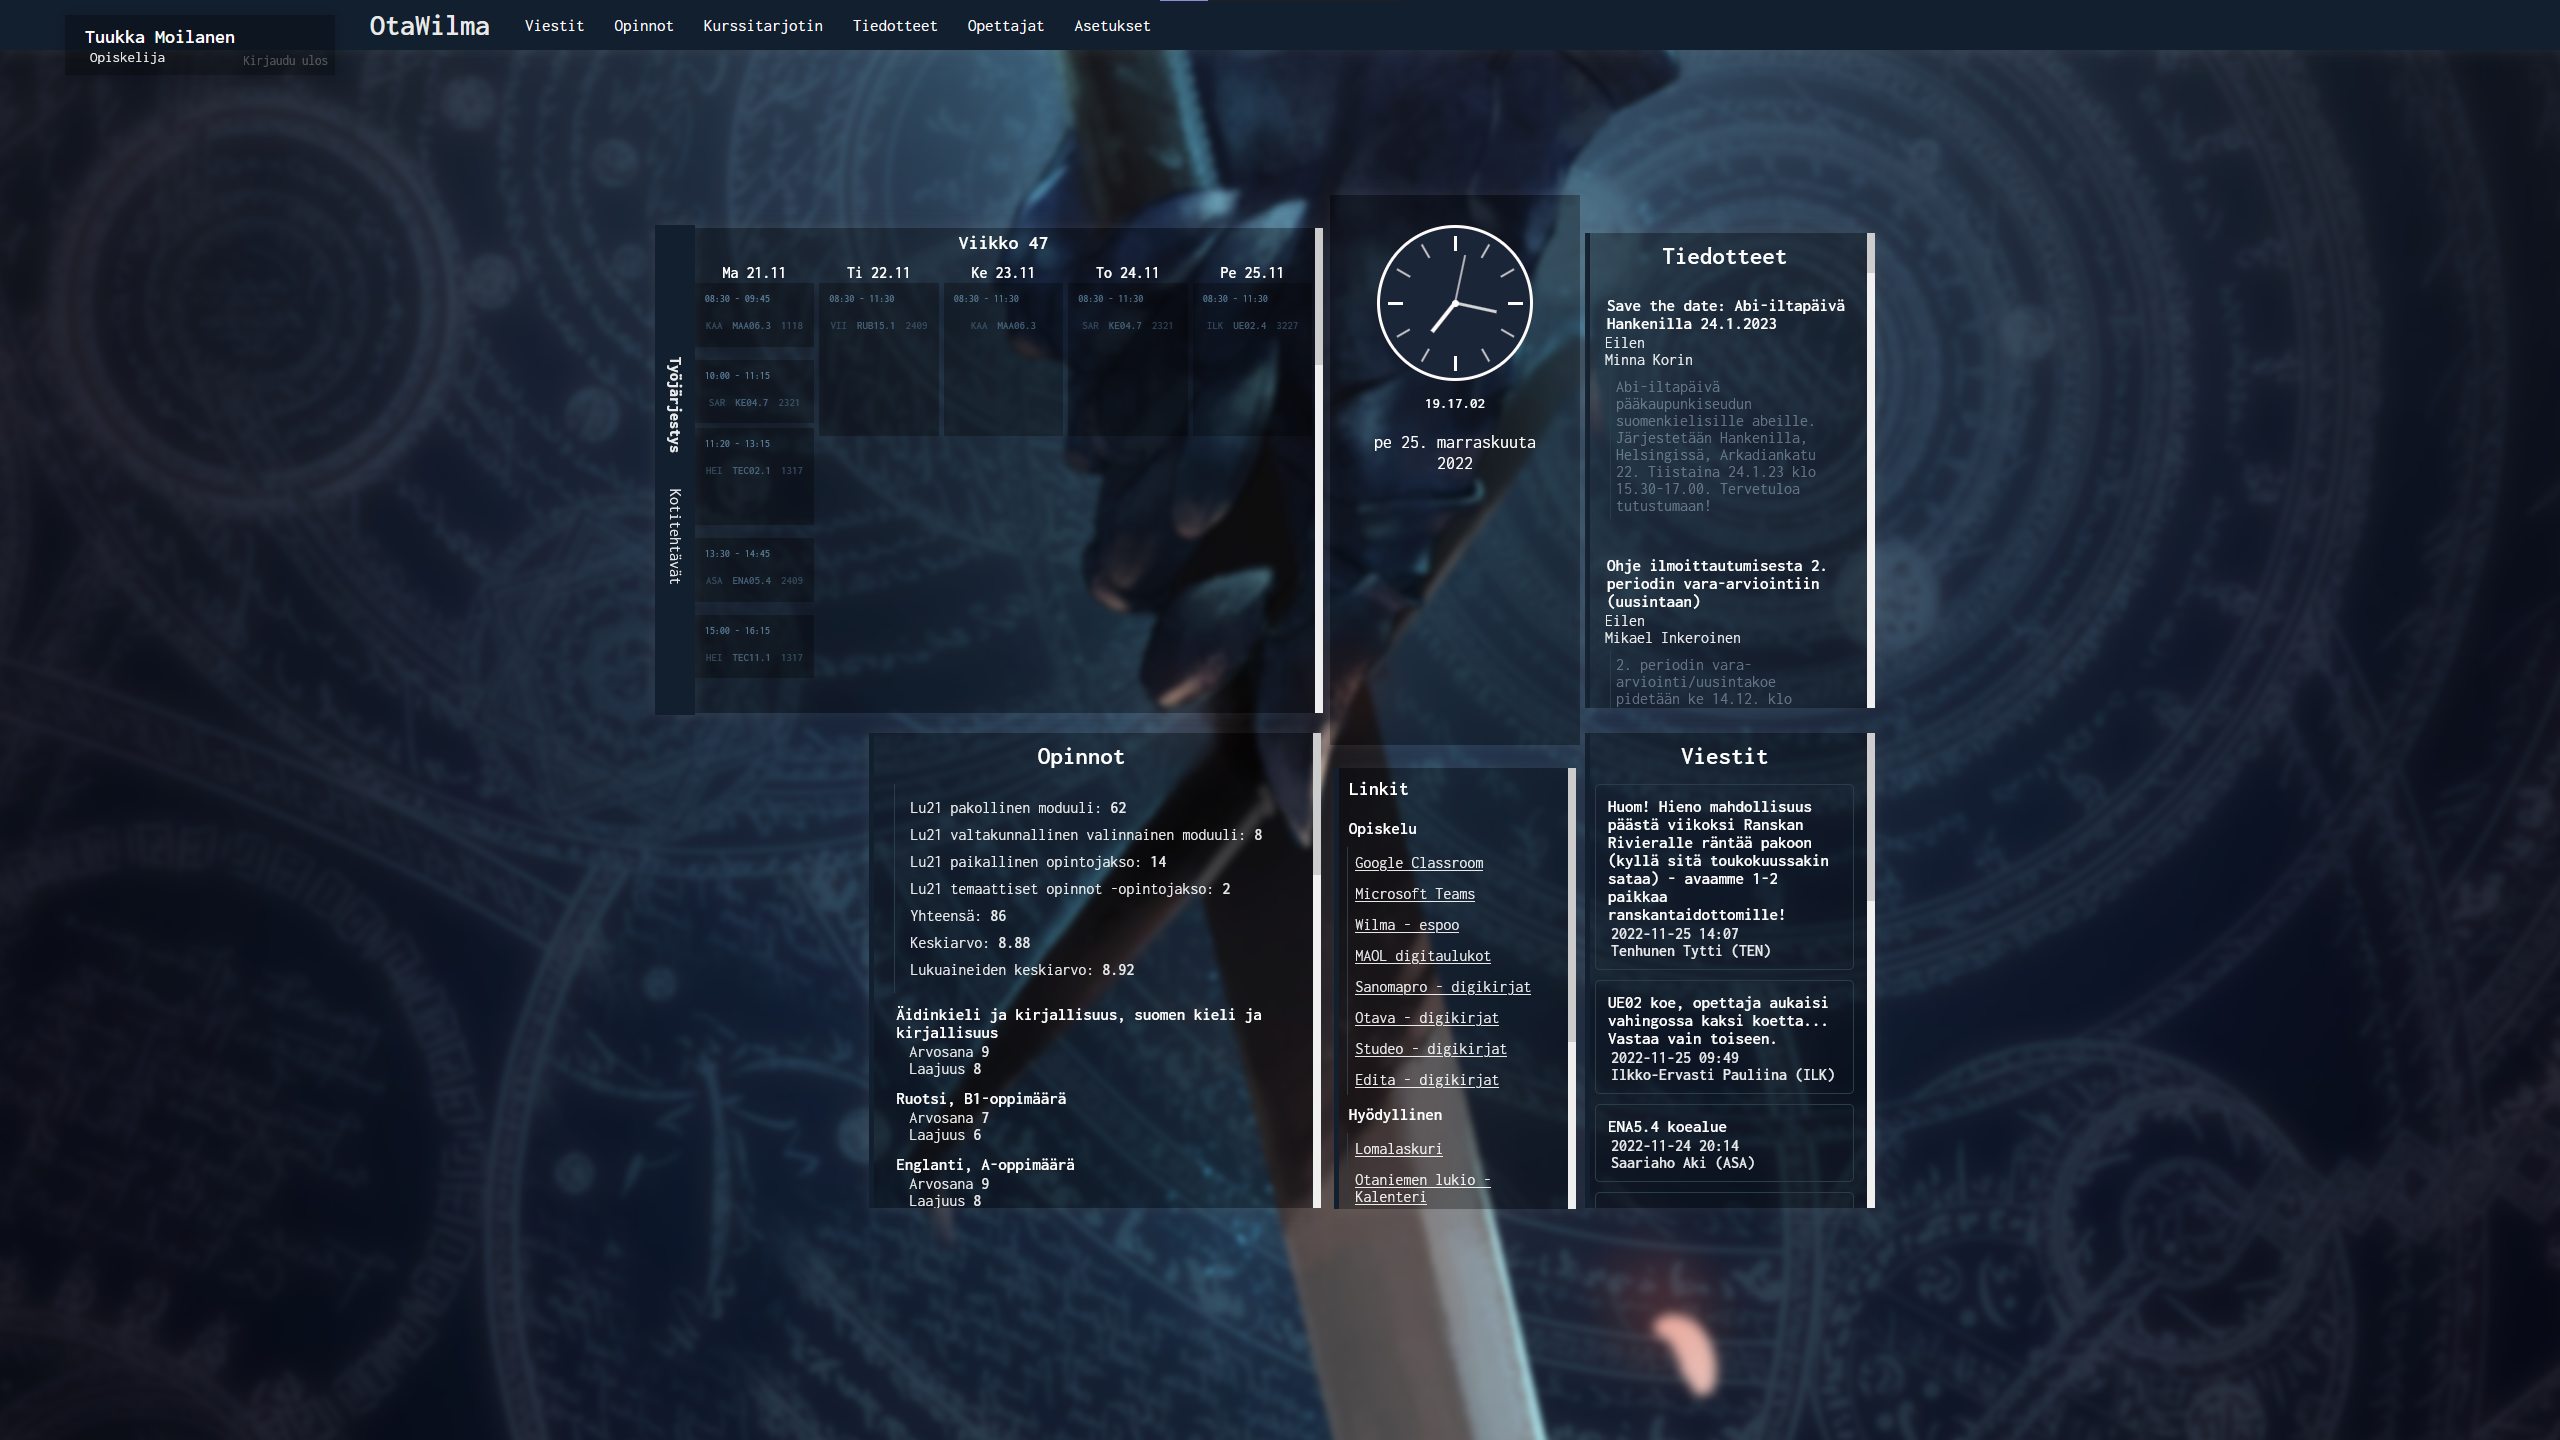 Tuukka Moilanen
Opiskelija
Kirjaudu ulos
OtaWilma
Viestit
Opinnot
Kurssitarjotin
Tiedotteet
Opettajat
Asetukset
Työjärjestys
Kotitehtävät
Viikko 47
Ma 21.11
08:30 - 09:45
KAA MAA06.3 1118
10:00 - 11:15
SAR KE04.7 2321
11:20 - 13:15
HEI TEC02.1 1317
13:30 - 14:45
ASA ENA05.4 2409
15:00 - 16:15
HEI TEC11.1 1317
Ti 22.11
08:30 - 11:30
VII RUB15.1 2409
Ke 23.11
08:30 - 11:30
KAA MAA06.3
To 24.11
08:30 - 11:30
SAR KE04.7 2321
Pe 25.11
08:30 - 11:30
ILK UE02.4 3227
19.17.02
pe 25. marraskuuta
2022
Tiedotteet
Save the date: Abi-iltapäivä
Hankenilla 24.1.2023
Eilen
Minna Korin
Abi-iltapäivä
pääkaupunkiseudun
suomenkielisille abeille.
Järjestetään Hankenilla,
Helsingissä, Arkadiankatu
22. Tiistaina 24.1.23 klo
15.30-17.00. Tervetuloa
tutustumaan!
Ohje ilmoittautumisesta 2.
periodin vara-arviointiin
(uusintaan)
Eilen
Mikael Inkeroinen
2. periodin vara-
arviointi/uusintakoe
pidetään ke 14.12. klo
Opinnot
Lu21 pakollinen moduuli: 62
Lu21 valtakunnallinen valinnainen moduuli: 8
Lu21 paikallinen opintojakso: 14
Lu21 temaattiset opinnot -opintojakso: 2
Yhteensä: 86
Keskiarvo: 8.88
Lukuaineiden keskiarvo: 8.92
Äidinkieli ja kirjallisuus, suomen kieli ja
kirjallisuus
Arvosana 9
Laajuus 8
Ruotsi, B1-oppimäärä
Arvosana 7
Laajuus 6
Englanti, A-oppimäärä
Arvosana 9
Laajuus 8
Linkit
Opiskelu
Google Classroom
Microsoft Teams
Wilma - espoo
MAOL digitaulukot
Sanomapro - digikirjat
Otava - digikirjat
Studeo - digikirjat
Edita - digikirjat
Hyödyllinen
Lomalaskuri
Otaniemen lukio -
Kalenteri
Viestit
Huom! Hieno mahdollisuus
päästä viikoksi Ranskan
Rivieralle räntää pakoon
(kyllä sitä toukokuussakin
sataa) - avaamme 1-2
paikkaa
ranskantaidottomille!
2022-11-25 14:07
Tenhunen Tytti (TEN)
UE02 koe, opettaja aukaisi
vahingossa kaksi koetta...
Vastaa vain toiseen.
2022-11-25 09:49
Ilkko-Ervasti Pauliina (ILK)
ENA5.4 koealue
2022-11-24 20:14
Saariaho Aki (ASA)